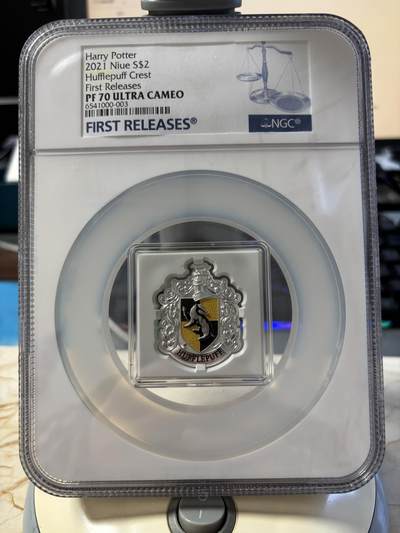 Harry Potter
2021 Niue S$2
Hufflepuff Crest
First Releases
PF 70 ULTRA CAMEO
6541000-003
FIRST RELEASES®
NGC®
HUFFLEPUFF